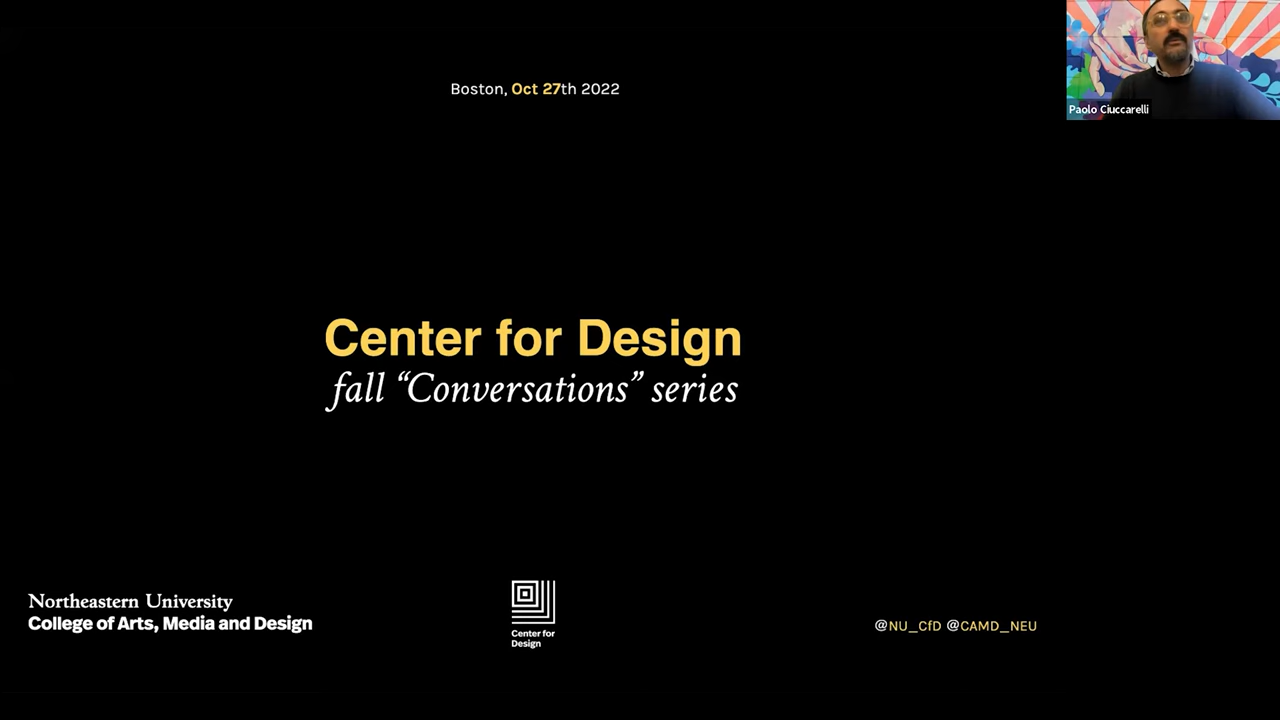 Boston, Oct 27th 2022
Paolo Ciuccarelli
Center for Design
fall “Conversations” series
Northeastern University
College of Arts, Media and Design
Center for
Design
@NU_CfD @CAMD_NEU